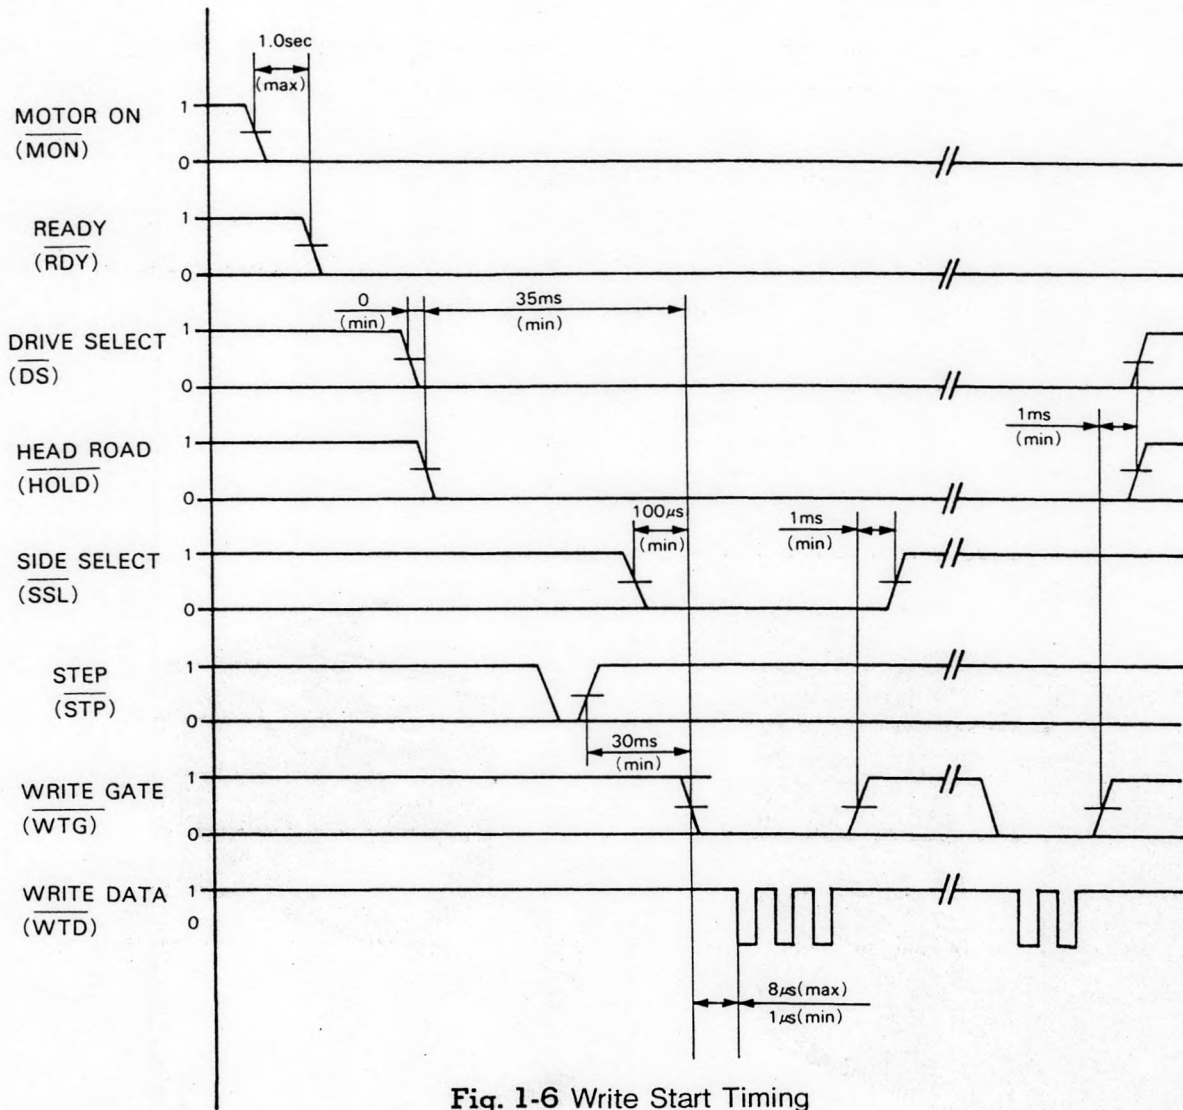 1.0sec
(max)
MOTOR ON
(MON)
1
0
READY
(RDY)
1
0
0
(min)
35ms
(min)
DRIVE SELECT
(DS)
1
0
1ms
(min)
HEAD ROAD
(HOLD)
1
0
100μs
(min)
1ms
(min)
SIDE SELECT
(SSL)
1
0
STEP
(STP)
1
0
30ms
(min)
WRITE GATE
(WTG)
1
0
WRITE DATA
(WTD)
1
0
8μs(max)
1μs(min)
Fig. 1-6 Write Start Timing